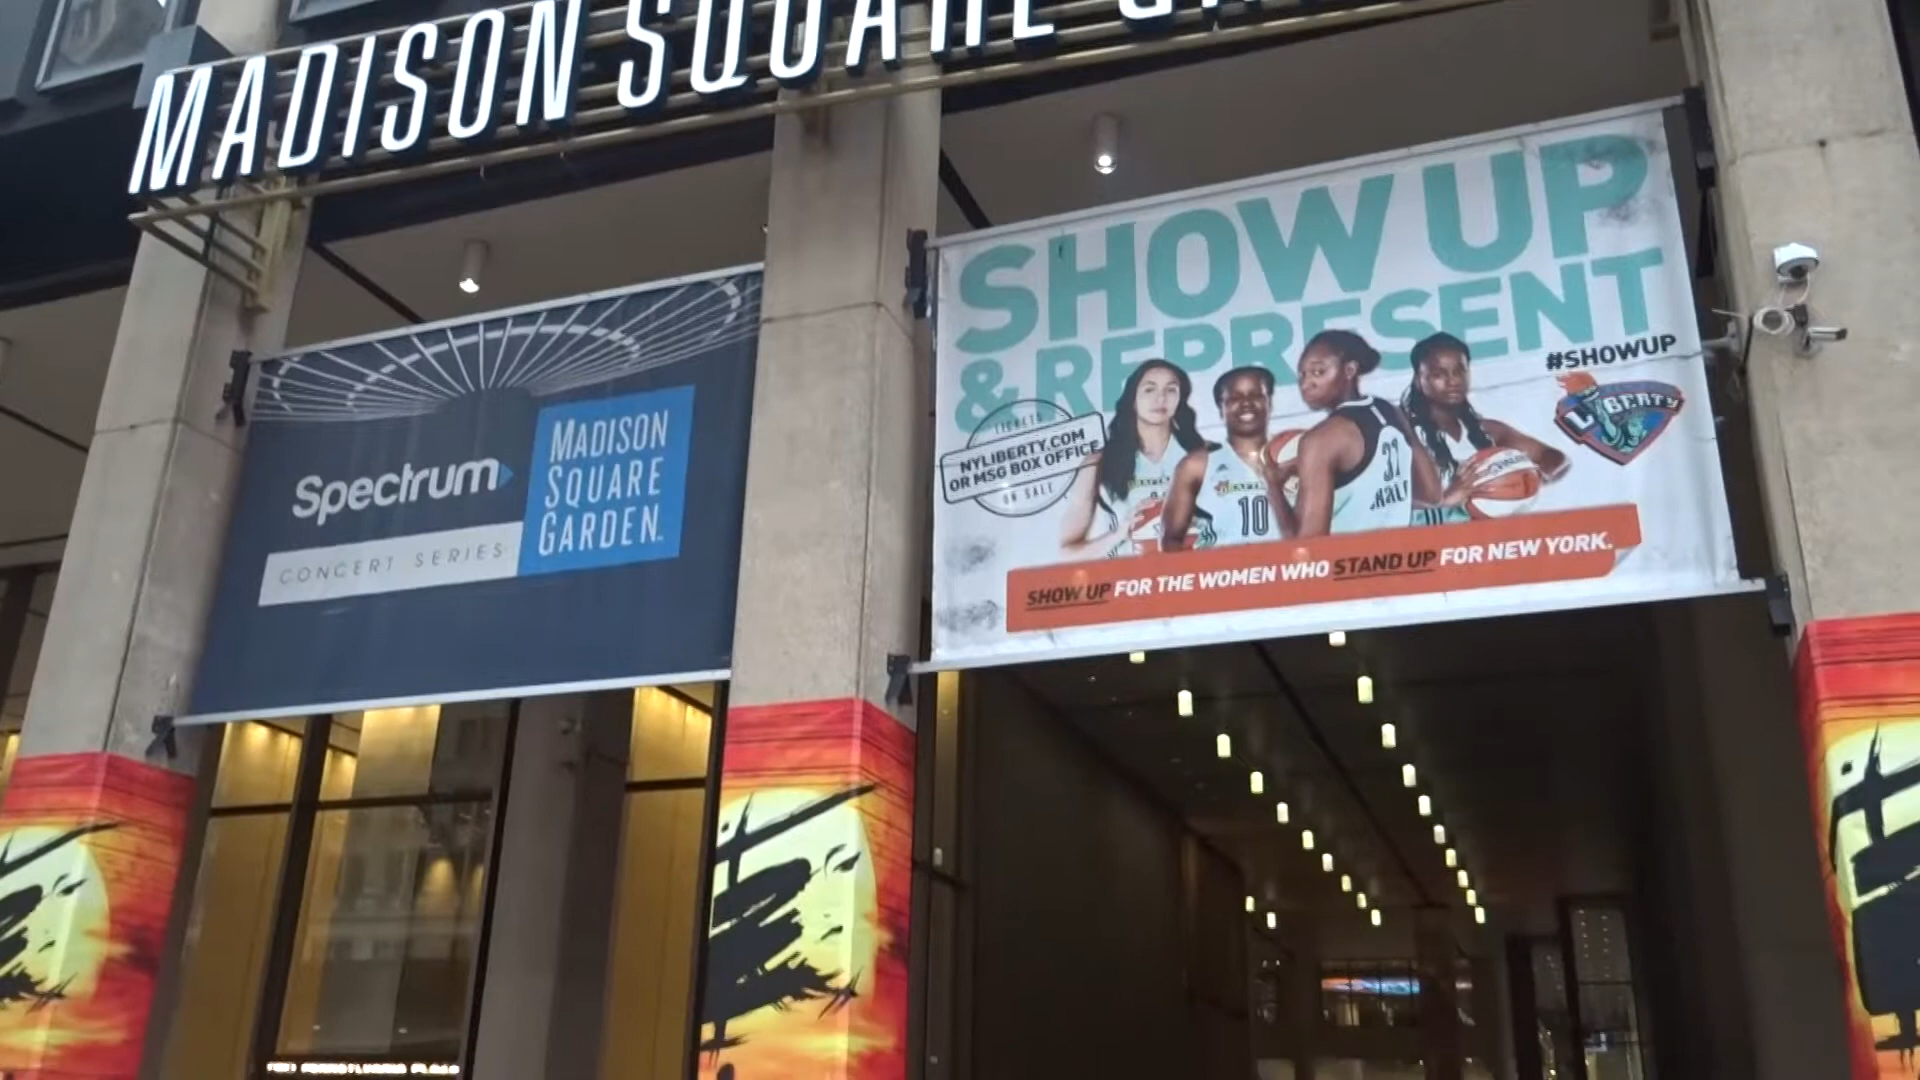 MADISON SQUARE
Spectrum
CONCERT SERIES
MADISON
SQUARE
GARDEN
SHOW UP
& REPRESENT
#SHOWUP
LIBERTY
TICKETS
NYLIBERTY.COM
OR MSG BOX OFFICE
ON SALE
10
31
SHOW UP FOR THE WOMEN WHO STAND UP FOR NEW YORK.